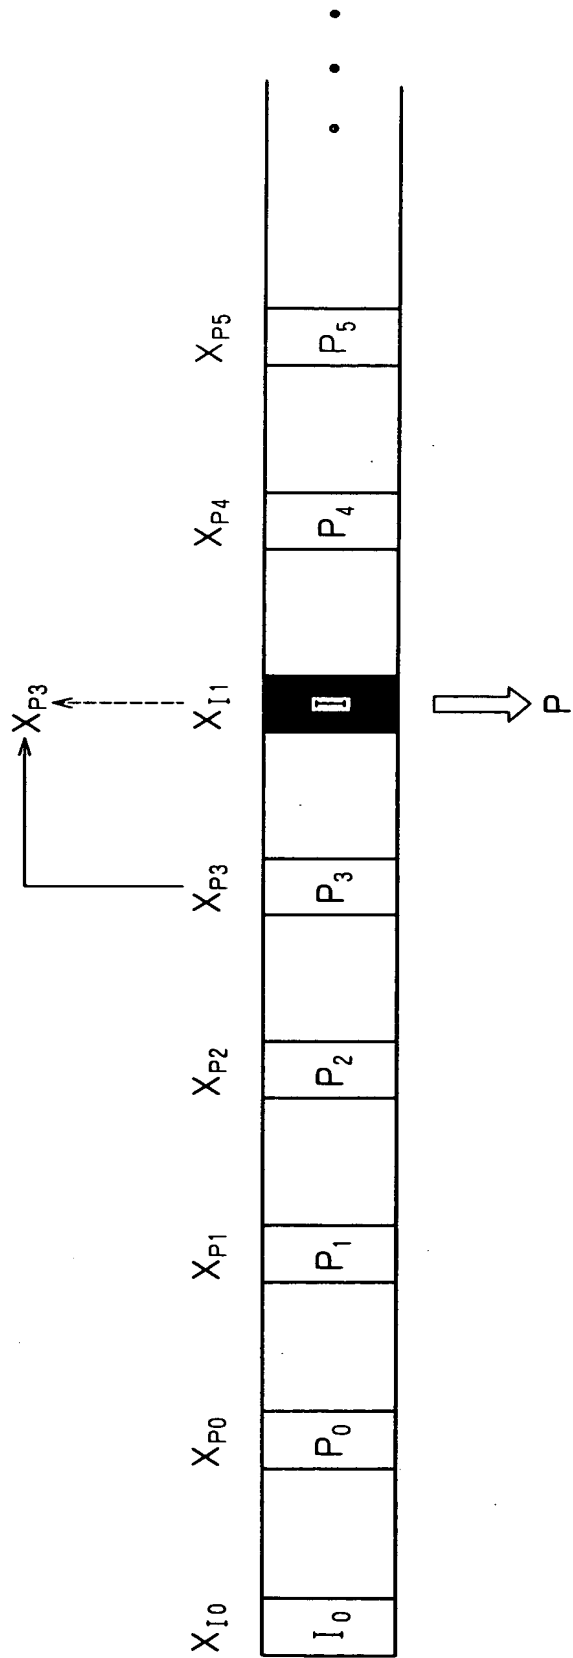 X_P3
X_I0 X_P0 X_P1 X_P2 X_P3 X_I1 X_P4 X_P5
I_0 P_0 P_1 P_2 P_3 I P_4 P_5 • • •
P